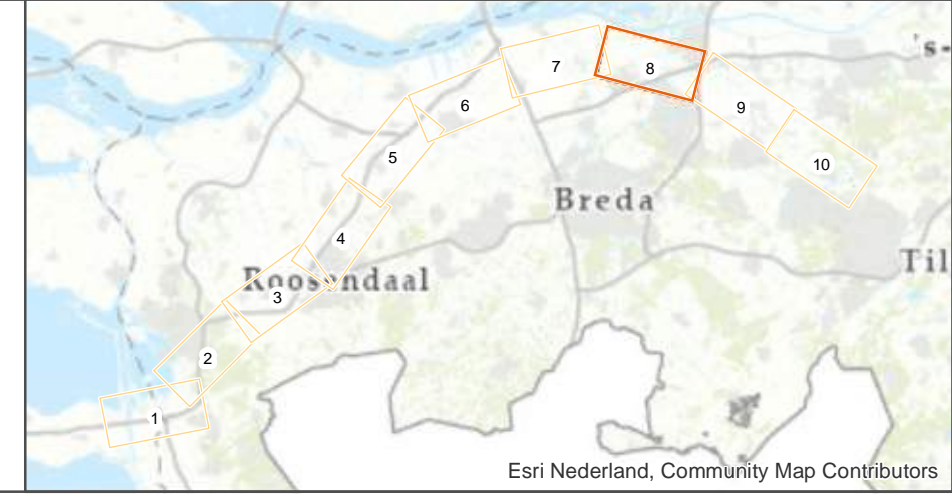 's-
7
8
6
9
5
10
Breda
4
Til
Roosendaal
3
2
1
Esri Nederland, Community Map Contributors